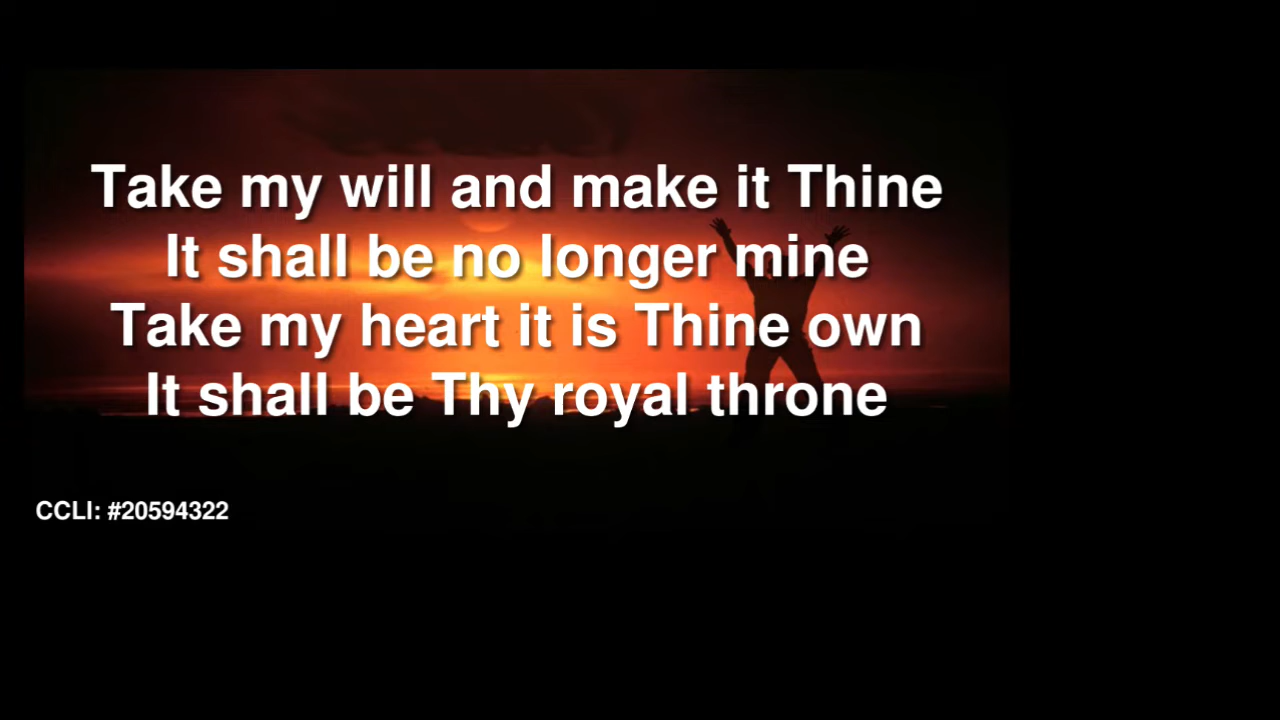 Take my will and make it Thine
It shall be no longer mine
Take my heart it is Thine own
It shall be Thy royal throne
CCLI: #20594322